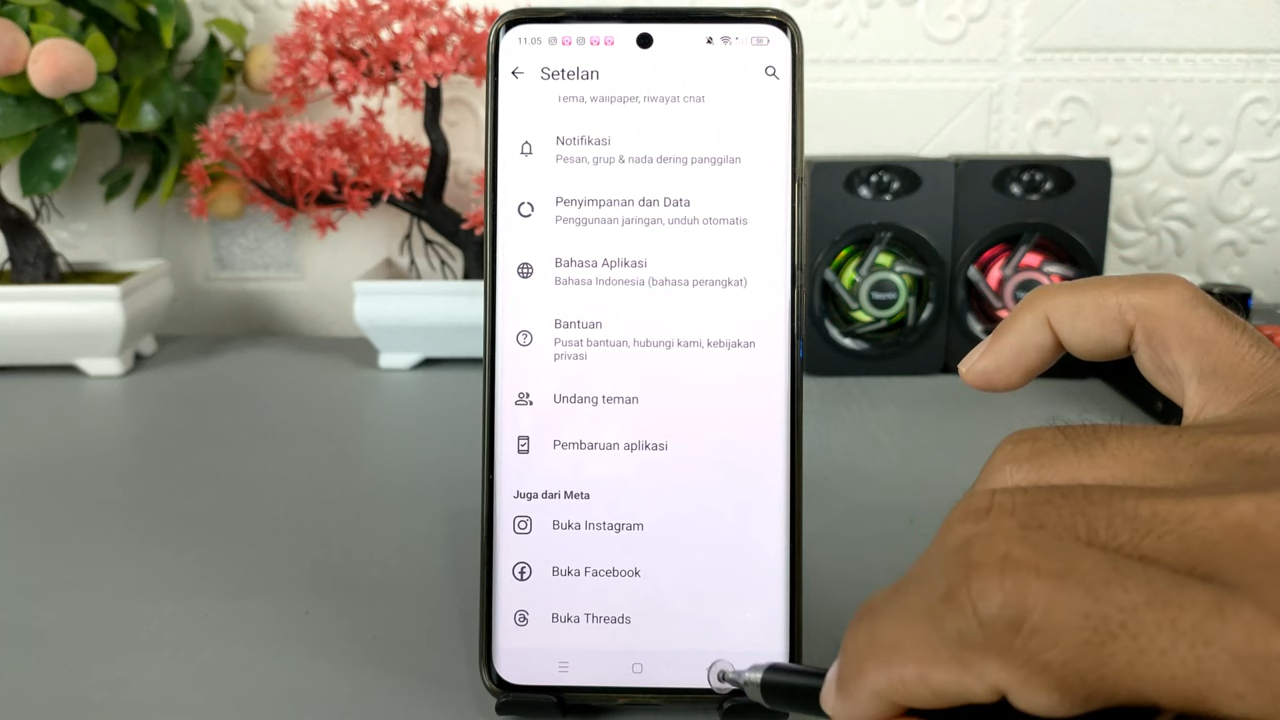 11.05
50
Setelan
Tema, wallpaper, riwayat chat
Notifikasi
Pesan, grup & nada dering panggilan
Penyimpanan dan Data
Penggunaan jaringan, unduh otomatis
Bahasa Aplikasi
Bahasa Indonesia (bahasa perangkat)
Bantuan
Pusat bantuan, hubungi kami, kebijakan
privasi
Undang teman
Pembaruan aplikasi
Juga dari Meta
Buka Instagram
Buka Facebook
Buka Threads